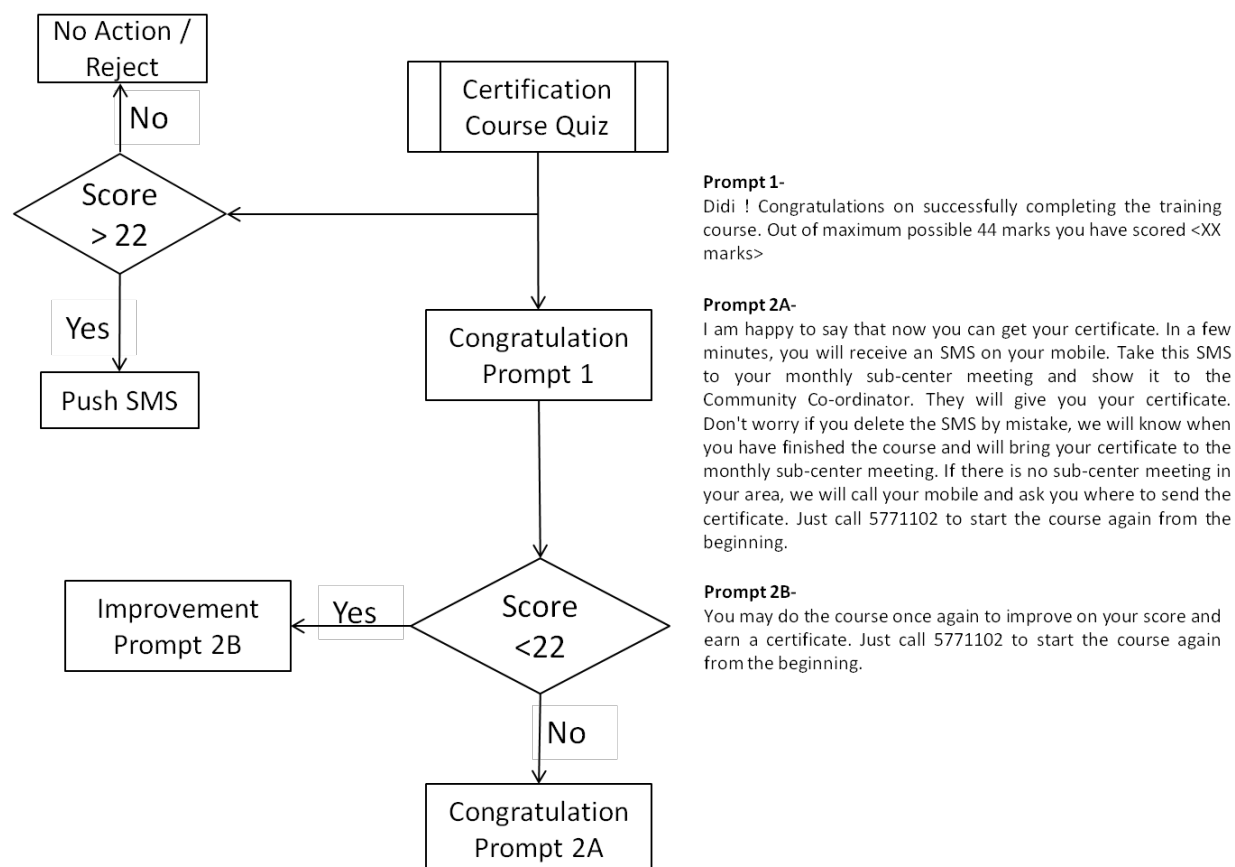 No Action /
Reject
No
Score
> 22
Yes
Push SMS
Certification
Course Quiz
Congratulation
Prompt 1
Score
<22
Yes
Improvement
Prompt 2B
No
Congratulation
Prompt 2A
Prompt 1-
Didi ! Congratulations on successfully completing the training
course. Out of maximum possible 44 marks you have scored <XX
marks>
Prompt 2A-
I am happy to say that now you can get your certificate. In a few
minutes, you will receive an SMS on your mobile. Take this SMS
to your monthly sub-center meeting and show it to the
Community Co-ordinator. They will give you your certificate.
Don't worry if you delete the SMS by mistake, we will know when
you have finished the course and will bring your certificate to the
monthly sub-center meeting. If there is no sub-center meeting in
your area, we will call your mobile and ask you where to send the
certificate. Just call 5771102 to start the course again from the
beginning.
Prompt 2B-
You may do the course once again to improve on your score and
earn a certificate. Just call 5771102 to start the course again
from the beginning.